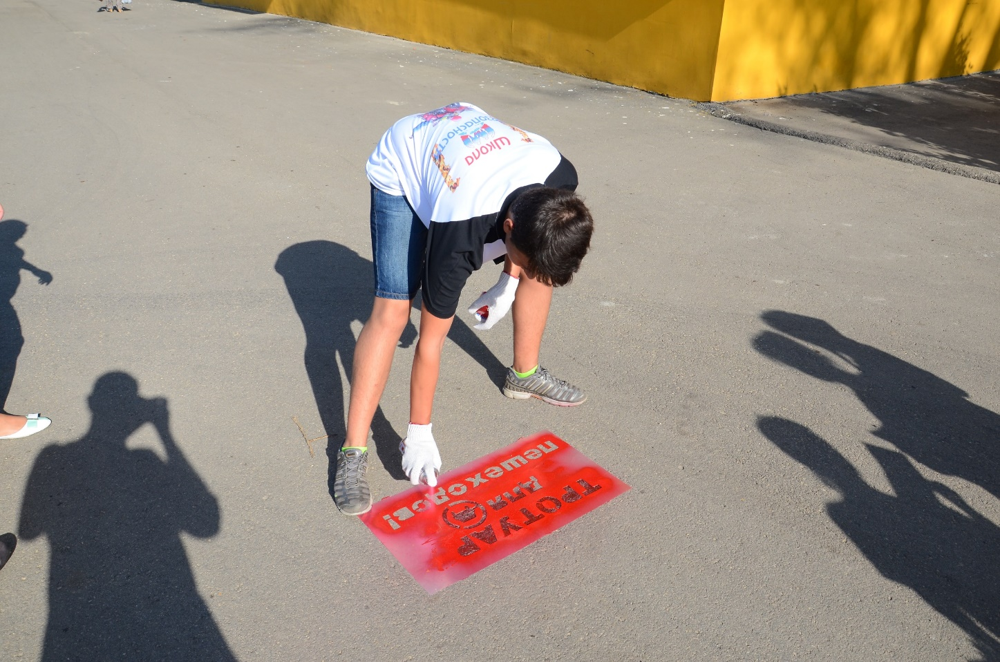 Школа
безопасности
ТРОТУАР
для
пешеходов!